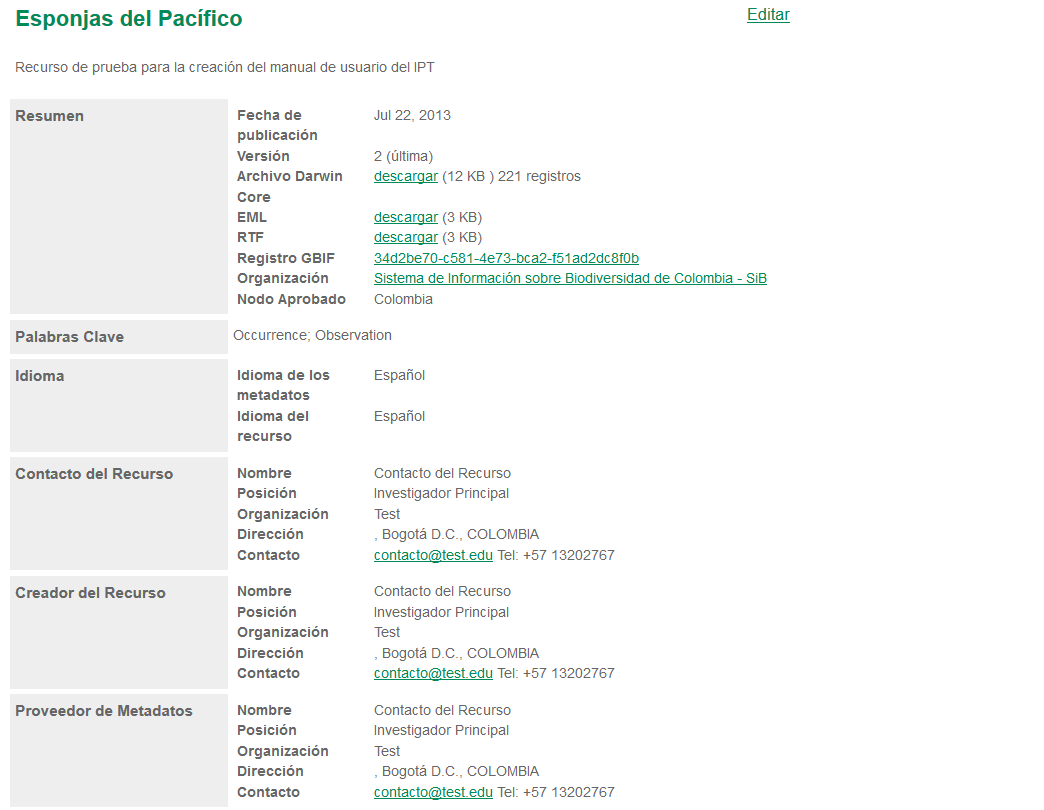 Esponjas del Pacífico
Editar
Recurso de prueba para la creación del manual de usuario del IPT
Resumen
Fecha de publicación Jul 22, 2013
Versión 2 (última)
Archivo Darwin Core descargar (12 KB ) 221 registros
EML descargar (3 KB)
RTF descargar (3 KB)
Registro GBIF 34d2be70-c581-4e73-bca2-f51ad2dc8f0b
Organización Sistema de Información sobre Biodiversidad de Colombia - SiB
Nodo Aprobado Colombia
Palabras Clave Occurrence; Observation
Idioma
Idioma de los metadatos Español
Idioma del recurso Español
Contacto del Recurso
Nombre Contacto del Recurso
Posición Investigador Principal
Organización Test
Dirección , Bogotá D.C., COLOMBIA
Contacto contacto@test.edu Tel: +57 13202767
Creador del Recurso
Nombre Contacto del Recurso
Posición Investigador Principal
Organización Test
Dirección , Bogotá D.C., COLOMBIA
Contacto contacto@test.edu Tel: +57 13202767
Proveedor de Metadatos
Nombre Contacto del Recurso
Posición Investigador Principal
Organización Test
Dirección , Bogotá D.C., COLOMBIA
Contacto contacto@test.edu Tel: +57 13202767